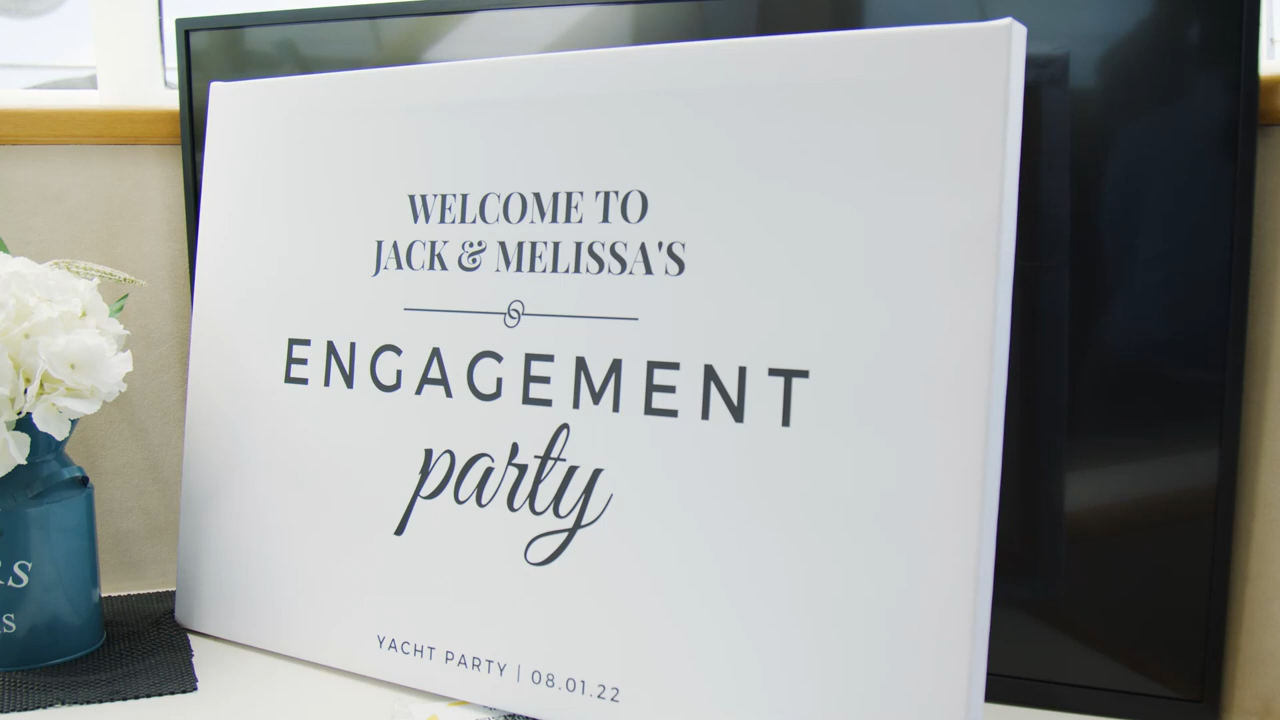 WELCOME TO
JACK & MELISSA'S
ENGAGEMENT
party
YACHT PARTY | 08.01.22